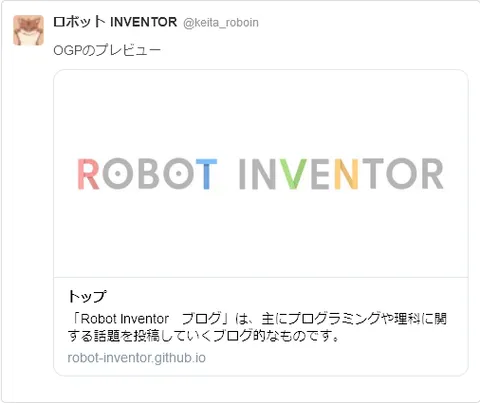 ロボット INVENTOR @keita_roboin
OGPのプレビュー
ROBOT INVENTOR
トップ
「Robot Inventor　ブログ」は、主にプログラミングや理科に関
する話題を投稿していくブログ的なものです。
robot-inventor.github.io